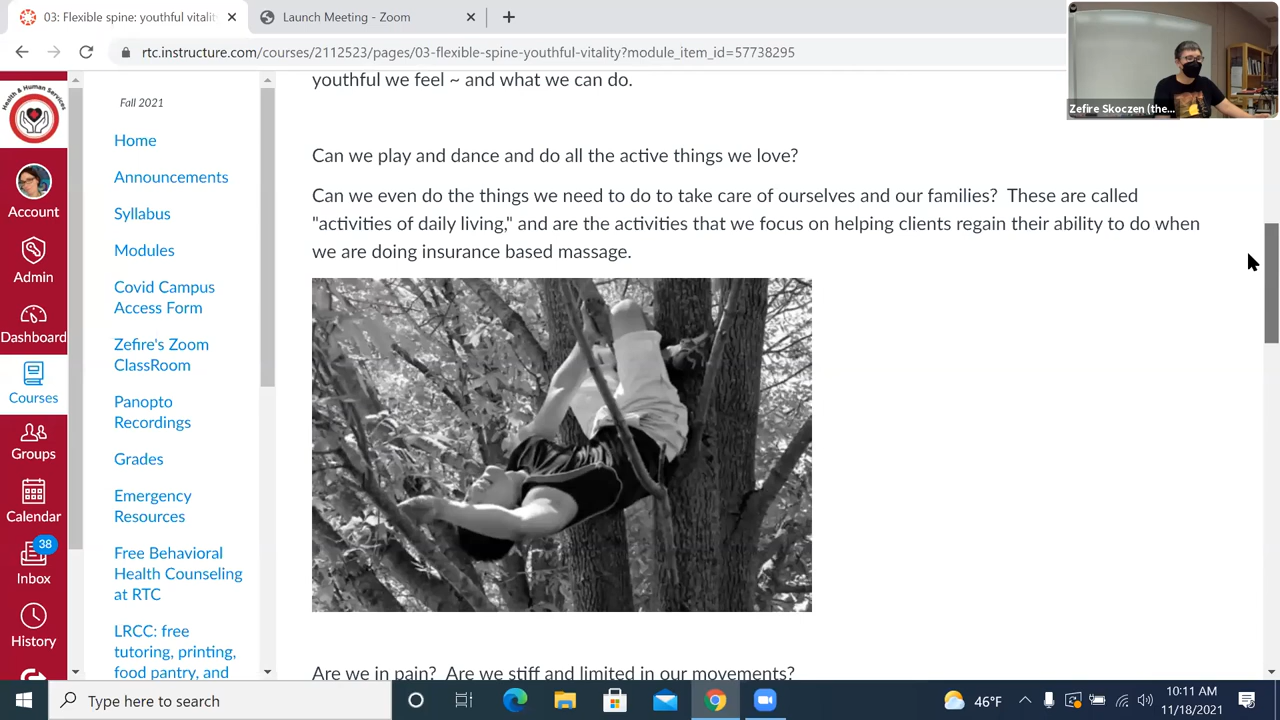 03: Flexible spine: youthful vitalit
Launch Meeting - Zoom
rtc.instructure.com/courses/2112523/pages/03-flexible-spine-youthful-vitality?module_item_id=57738295
Zefire Skoczen (the...
Health & Human Services
Account
Admin
Dashboard
Courses
Groups
Calendar
38
Inbox
History
Fall 2021
Home
Announcements
Syllabus
Modules
Covid Campus
Access Form
Zefire's Zoom
ClassRoom
Panopto
Recordings
Grades
Emergency
Resources
Free Behavioral
Health Counseling
at RTC
LRCC: free
tutoring, printing,
food pantry, and
youthful we feel ~ and what we can do.
Can we play and dance and do all the active things we love?
Can we even do the things we need to do to take care of ourselves and our families?  These are called
"activities of daily living," and are the activities that we focus on helping clients regain their ability to do when
we are doing insurance based massage.
Are we in pain?  Are we stiff and limited in our movements?
Type here to search
46°F
10:11 AM
11/18/2021